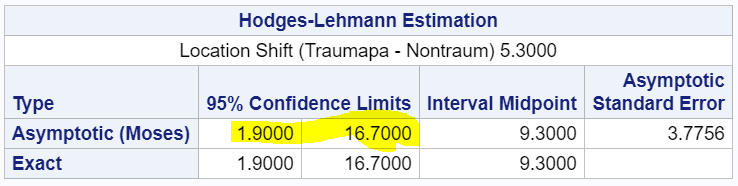 Hodges-Lehmann Estimation
Location Shift (Traumapa - Nontraum) 5.3000
Type 95% Confidence Limits Interval Midpoint Asymptotic Standard Error
Asymptotic (Moses) 1.9000 16.7000 9.3000 3.7756
Exact 1.9000 16.7000 9.3000